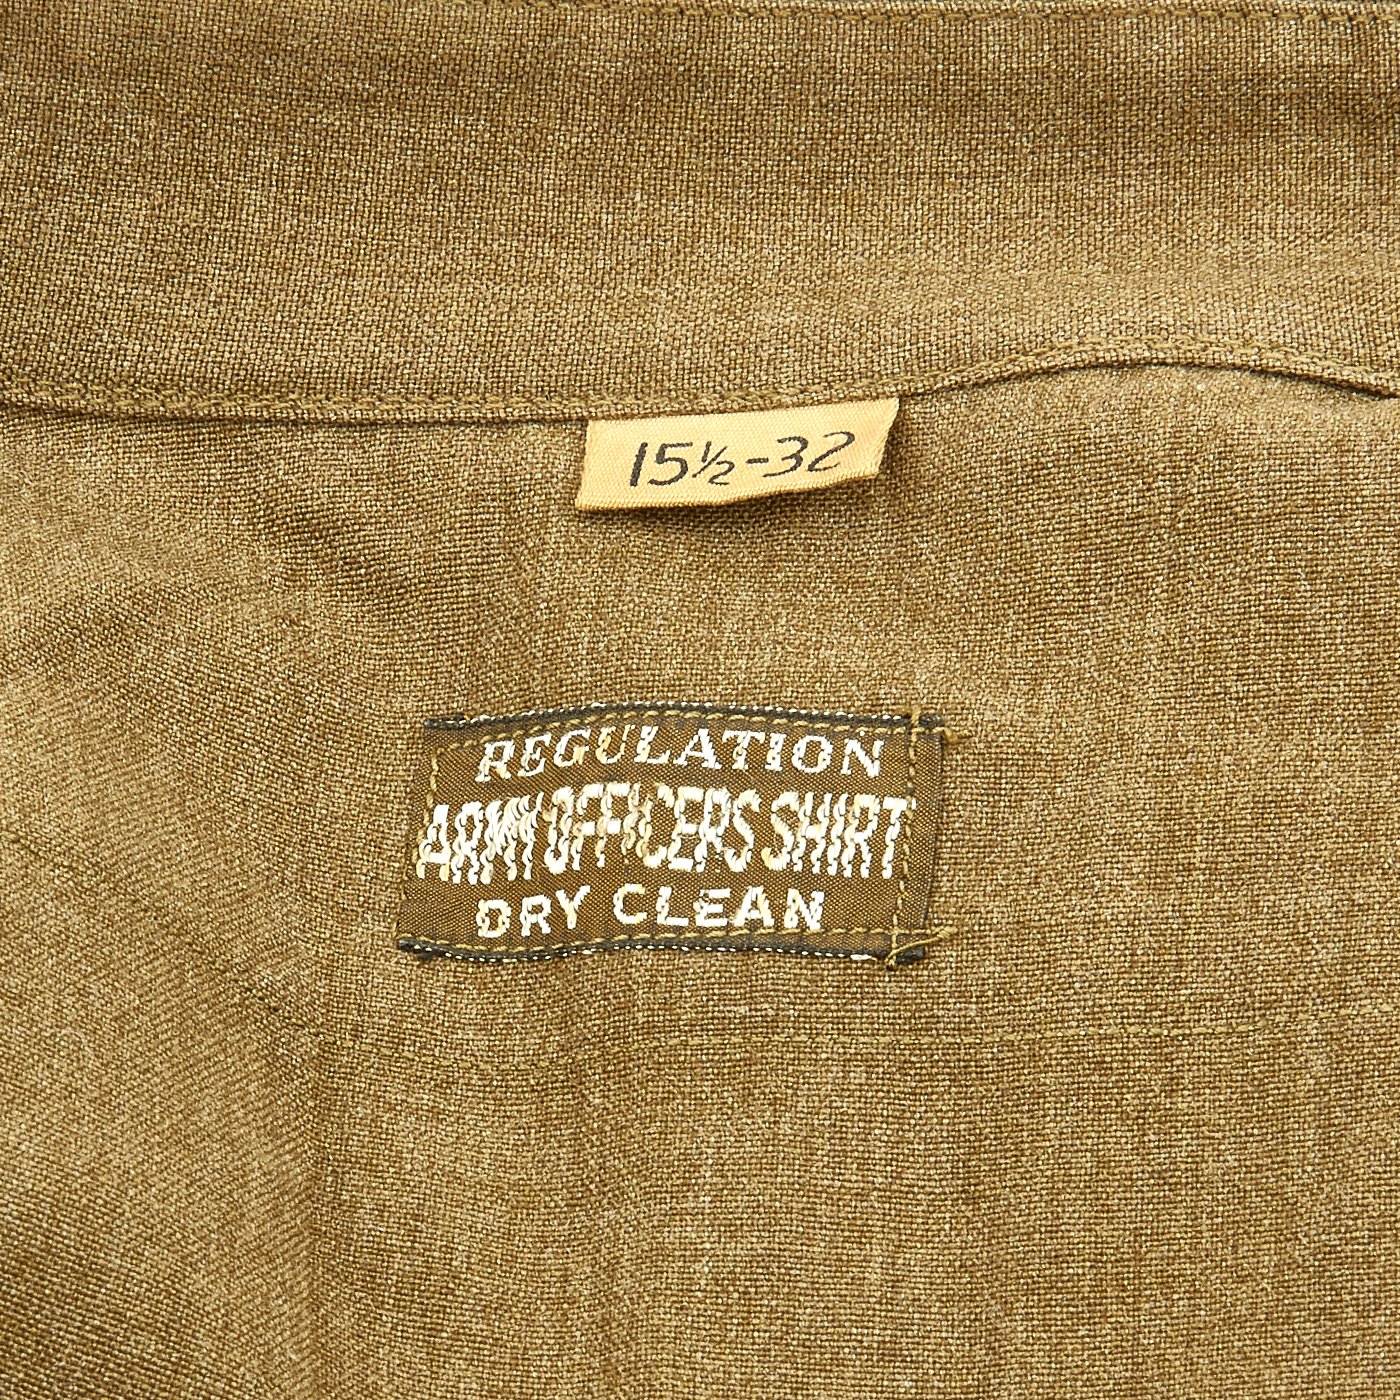 15½-32
REGULATION
ARMY OFFICERS SHIRT
DRY CLEAN